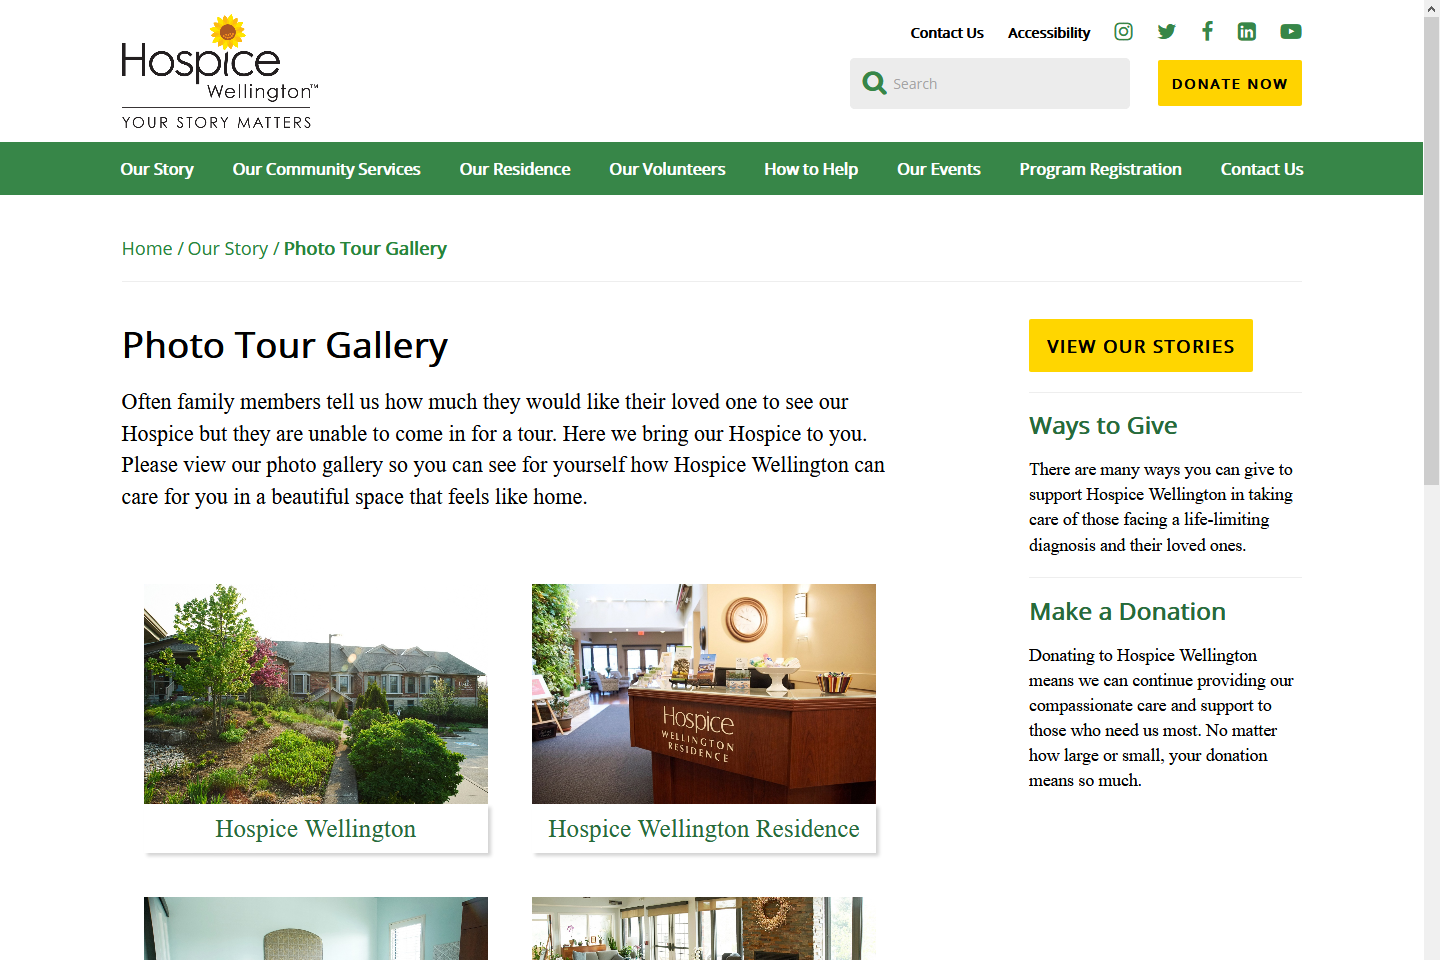 Hospice
Wellington™
YOUR STORY MATTERS
Contact Us
Accessibility
Search
DONATE NOW
Our Story
Our Community Services
Our Residence
Our Volunteers
How to Help
Our Events
Program Registration
Contact Us
Home / Our Story / Photo Tour Gallery
Photo Tour Gallery
Often family members tell us how much they would like their loved one to see our
Hospice but they are unable to come in for a tour. Here we bring our Hospice to you.
Please view our photo gallery so you can see for yourself how Hospice Wellington can
care for you in a beautiful space that feels like home.
Hospice
WELLINGTON
RESIDENCE
Hospice Wellington
Hospice Wellington Residence
VIEW OUR STORIES
Ways to Give
There are many ways you can give to
support Hospice Wellington in taking
care of those facing a life-limiting
diagnosis and their loved ones.
Make a Donation
Donating to Hospice Wellington
means we can continue providing our
compassionate care and support to
those who need us most. No matter
how large or small, your donation
means so much.